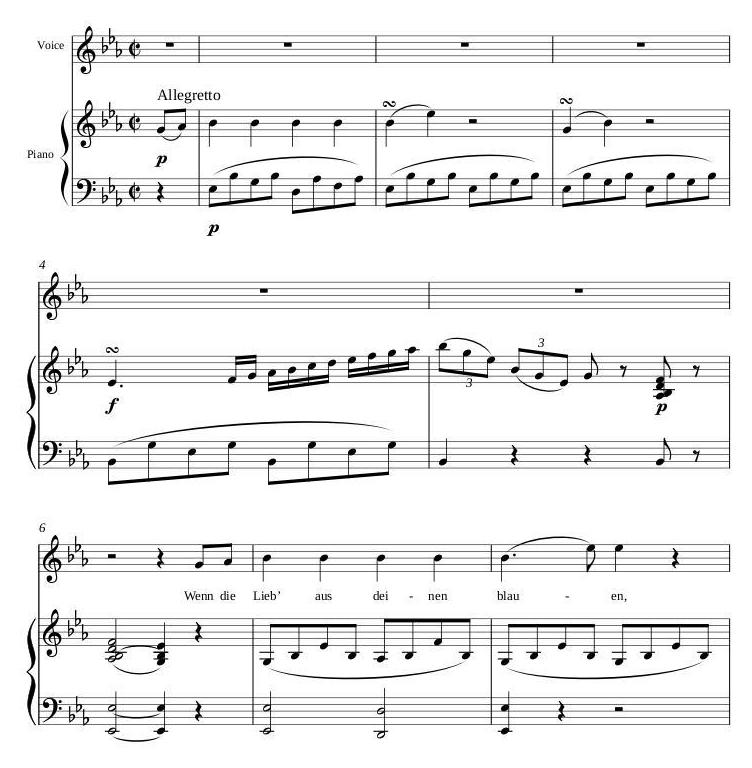 Voice
Allegretto
Piano
p
p
4
f
3
3
p
6
Wenn die Lieb' aus dei - nen blau - en,